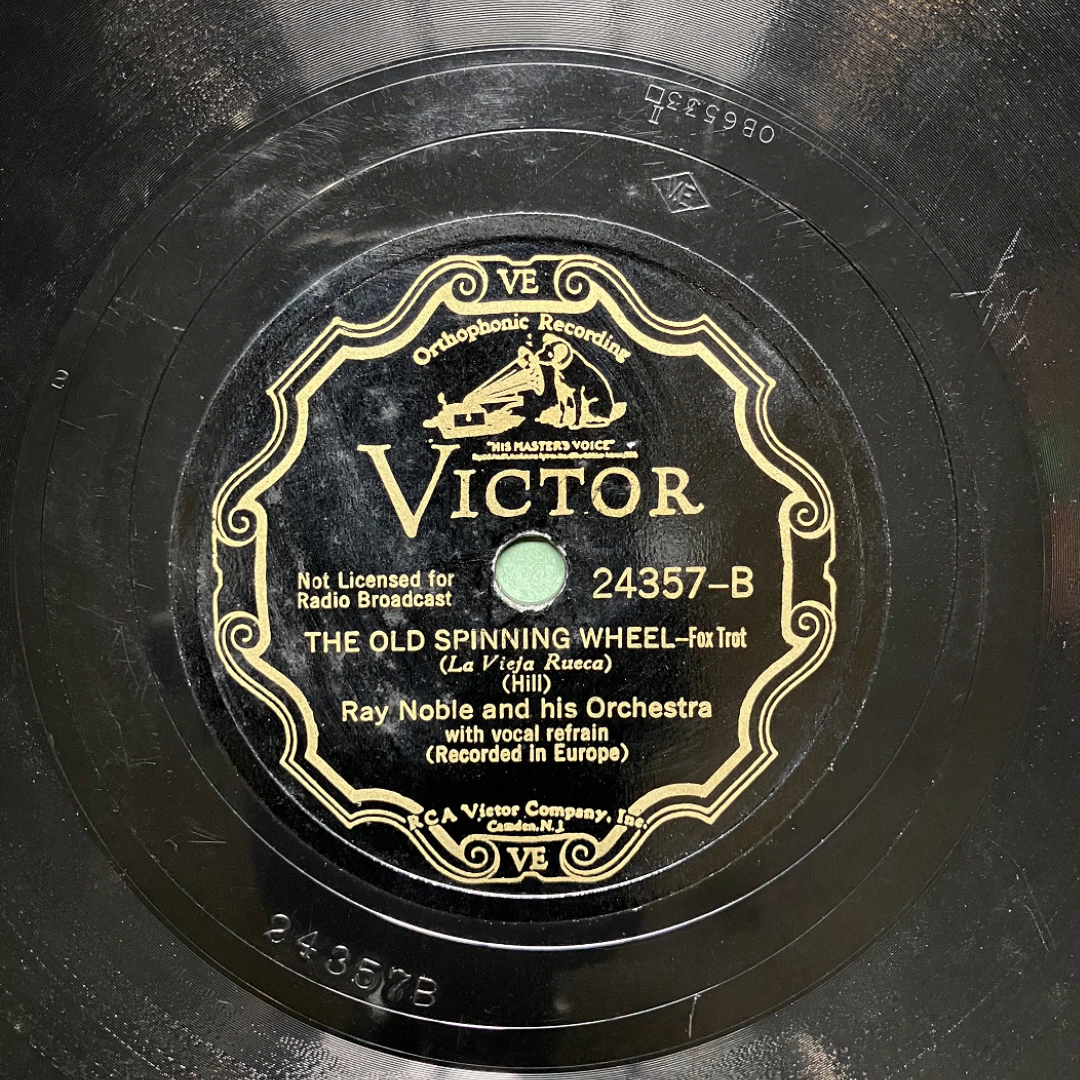 OB6533□ I
VE
2
VE
Orthophonic Recording
"HIS MASTER'S VOICE"
VICTOR
Not Licensed for
Radio Broadcast
24357-B
THE OLD SPINNING WHEEL-Fox Trot
(La Vieja Rueca)
(Hill)
Ray Noble and his Orchestra
with vocal refrain
(Recorded in Europe)
RCA Victor Company, Inc.
Camden, N.J.
VE
24357B